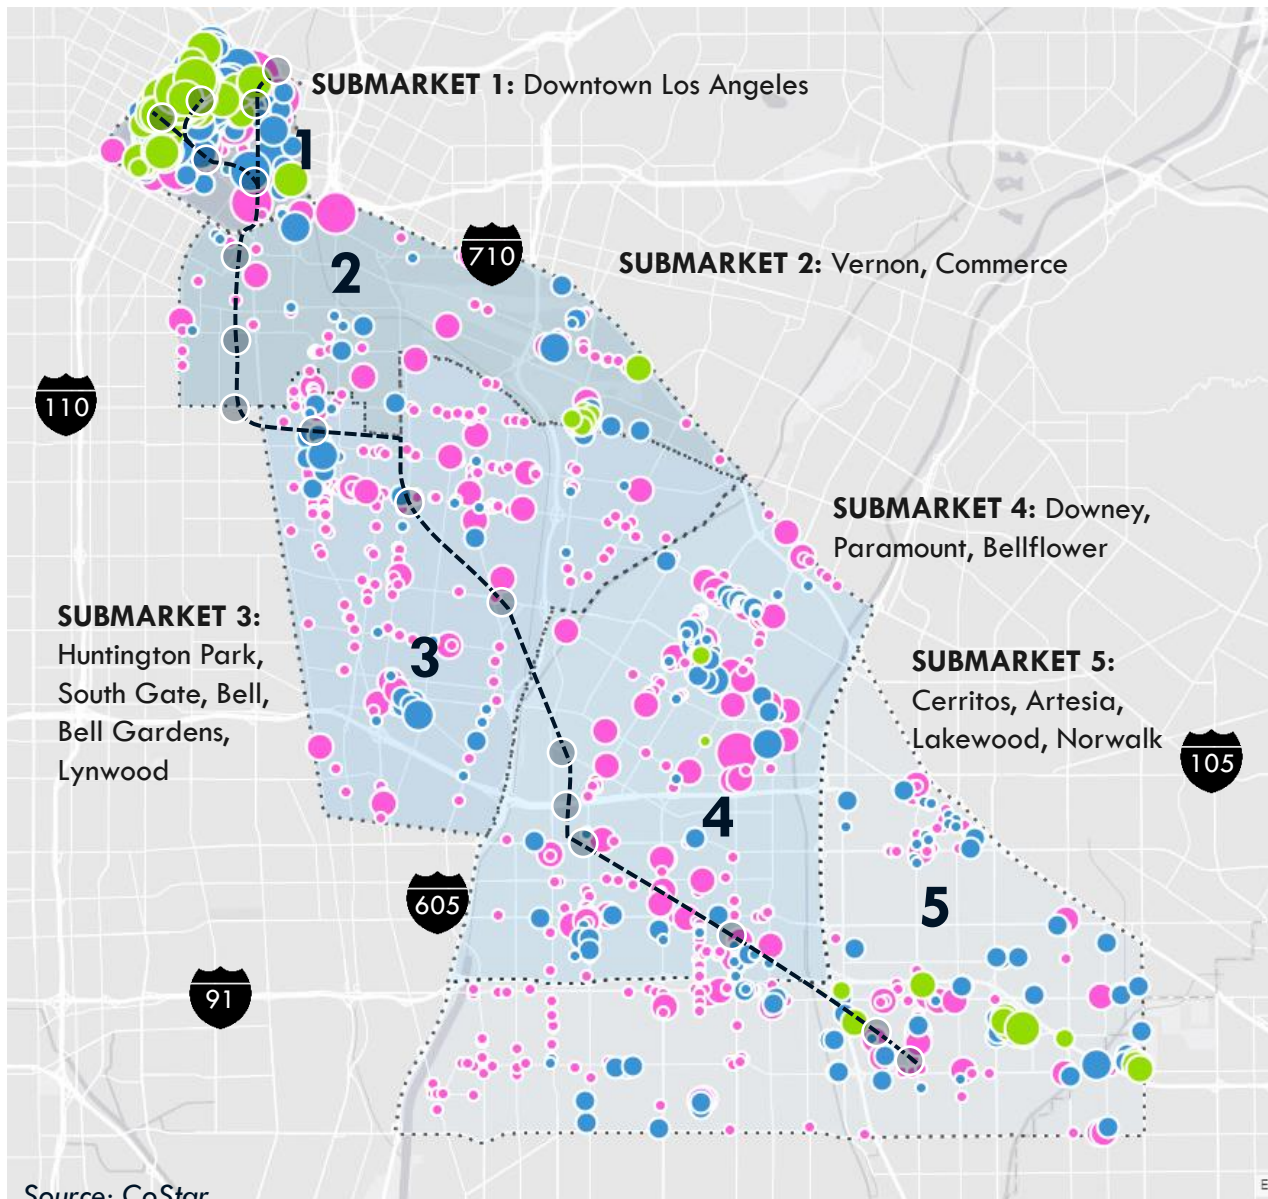 SUBMARKET 1: Downtown Los Angeles
1
710
2
SUBMARKET 2: Vernon, Commerce
110
SUBMARKET 4: Downey,
Paramount, Bellflower
SUBMARKET 3:
Huntington Park,
South Gate, Bell,
Bell Gardens,
Lynwood
3
SUBMARKET 5:
Cerritos, Artesia,
Lakewood, Norwalk
105
4
605
5
91
Source: CoStar
E